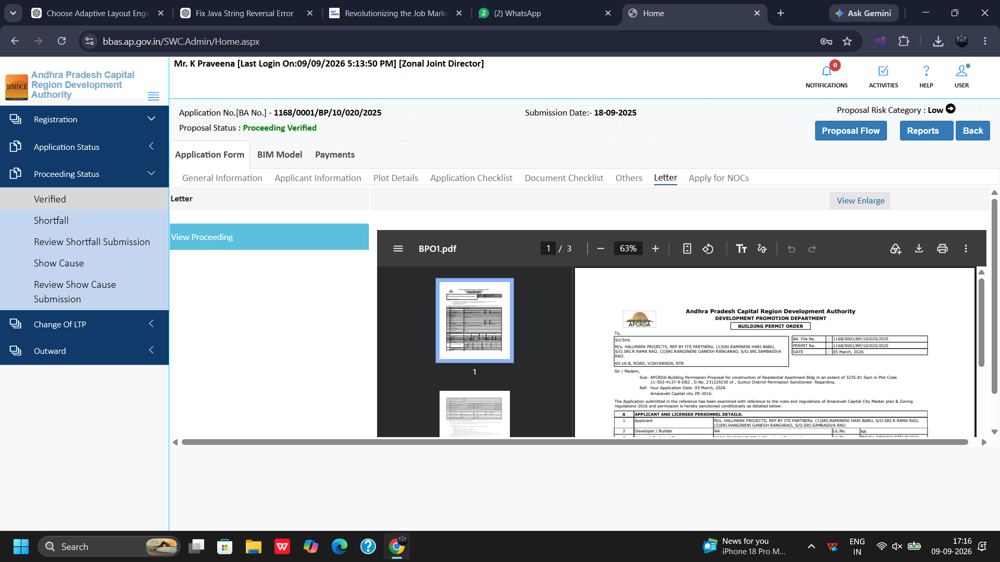 Choose Adaptive Layout Engi
Fix Java String Reversal Error
Revolutionizing the Job Marke
2
(2) WhatsApp
Home
Ask Gemini
bbas.ap.gov.in/SWC.Admin/Home.aspx
BIMDCR
Andhra Pradesh Capital
Region Development
Authority
Mr. K Praveena [Last Login On:09/09/2026 5:13:50 PM] [Zonal Joint Director]
0
NOTIFICATIONS
ACTIVITIES
HELP
USER
Registration
Application Status
Proceeding Status
Verified
Shortfall
Review Shortfall Submission
Show Cause
Review Show Cause
Submission
Change Of LTP
Outward
Application No.[BA No.] - 1168/0001/BP/10/020/2025
Submission Date:- 18-09-2025
Proposal Risk Category : Low
Proposal Status : Proceeding Verified
Proposal Flow
Reports
Back
Application Form
BIM Model
Payments
General Information
Applicant Information
Plot Details
Application Checklist
Document Checklist
Others
Letter
Apply for NOCs
Letter
View Enlarge
View Proceeding
BPO1.pdf
1 / 3
63%
1
APCRDA
Andhra Pradesh Capital Region Development Authority
DEVELOPMENT PROMOTION DEPARTMENT
BUILDING PERMIT ORDER
To,
Sri/Smt.
M/s. HALLMARK PROJECTS, REP BY ITS PARTNERs: (1)SRI.RAMINENI HARI BABU,
S/O.SRI.R RAMA RAO, (2)SRI.RANGINENI GANESH RANGARAO, S/O.SRI.SAMBASIVA
RAO.
60-16-8, ROAD, VIJAYAWADA, NTR
BA. File No. : 1168/0001/BP/10/020/2025
PERMIT No. : 1168/0001/BP/10/020/2025
DATE : 05 March, 2026
Sir / Madam,
Sub: APCRDA-Building Permission-Proposal for construction of Residential Apartment Bldg in an extent of 3235.81 Sqm in Plot Code
11-502-4137-9-D82 , D.No. 231229230 of , Guntur District-Permission Sanctioned- Regarding.
Ref: Your Application Date: 05 March, 2026
Amaravati Capital city ZR-2016.
The Application submitted in the reference has been examined with reference to the rules and regulations of Amaravati Capital City Master plan & Zoning
regulations-2016 and permission is hereby sanctioned conditionally as detailed below:
A APPLICANT AND LICENSED PERSONNEL DETAILS:
1 Applicant M/s. HALLMARK PROJECTS, REP BY ITS PARTNERs: (1)SRI.RAMINENI HARI BABU, S/O.SRI.R RAMA RAO,
(2)SRI.RANGINENI GANESH RANGARAO, S/O.SRI.SAMBASIVA RAO.
2 Developer / Builder NA Lic.No. NA
Search
News for you
iPhone 18 Pro M...
ENG
IN
17:16
09-09-2026